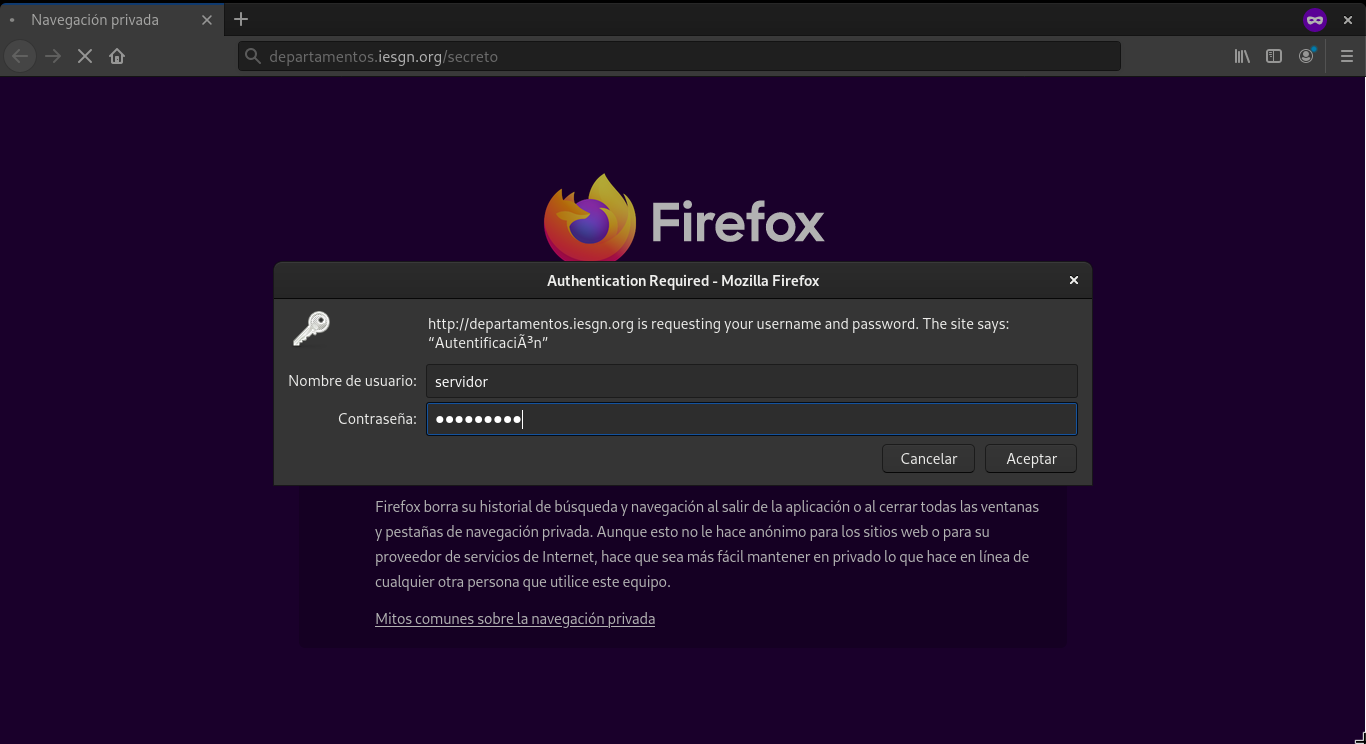 Navegación privada
departamentos.iesgn.org/secreto
Firefox
Authentication Required - Mozilla Firefox
http://departamentos.iesgn.org is requesting your username and password. The site says:
“AutentificaciÃ³n”
Nombre de usuario: servidor
Contraseña: ●●●●●●●●●
Cancelar Aceptar
Firefox borra su historial de búsqueda y navegación al salir de la aplicación o al cerrar todas las ventanas
y pestañas de navegación privada. Aunque esto no le hace anónimo para los sitios web o para su
proveedor de servicios de Internet, hace que sea más fácil mantener en privado lo que hace en línea de
cualquier otra persona que utilice este equipo.
Mitos comunes sobre la navegación privada